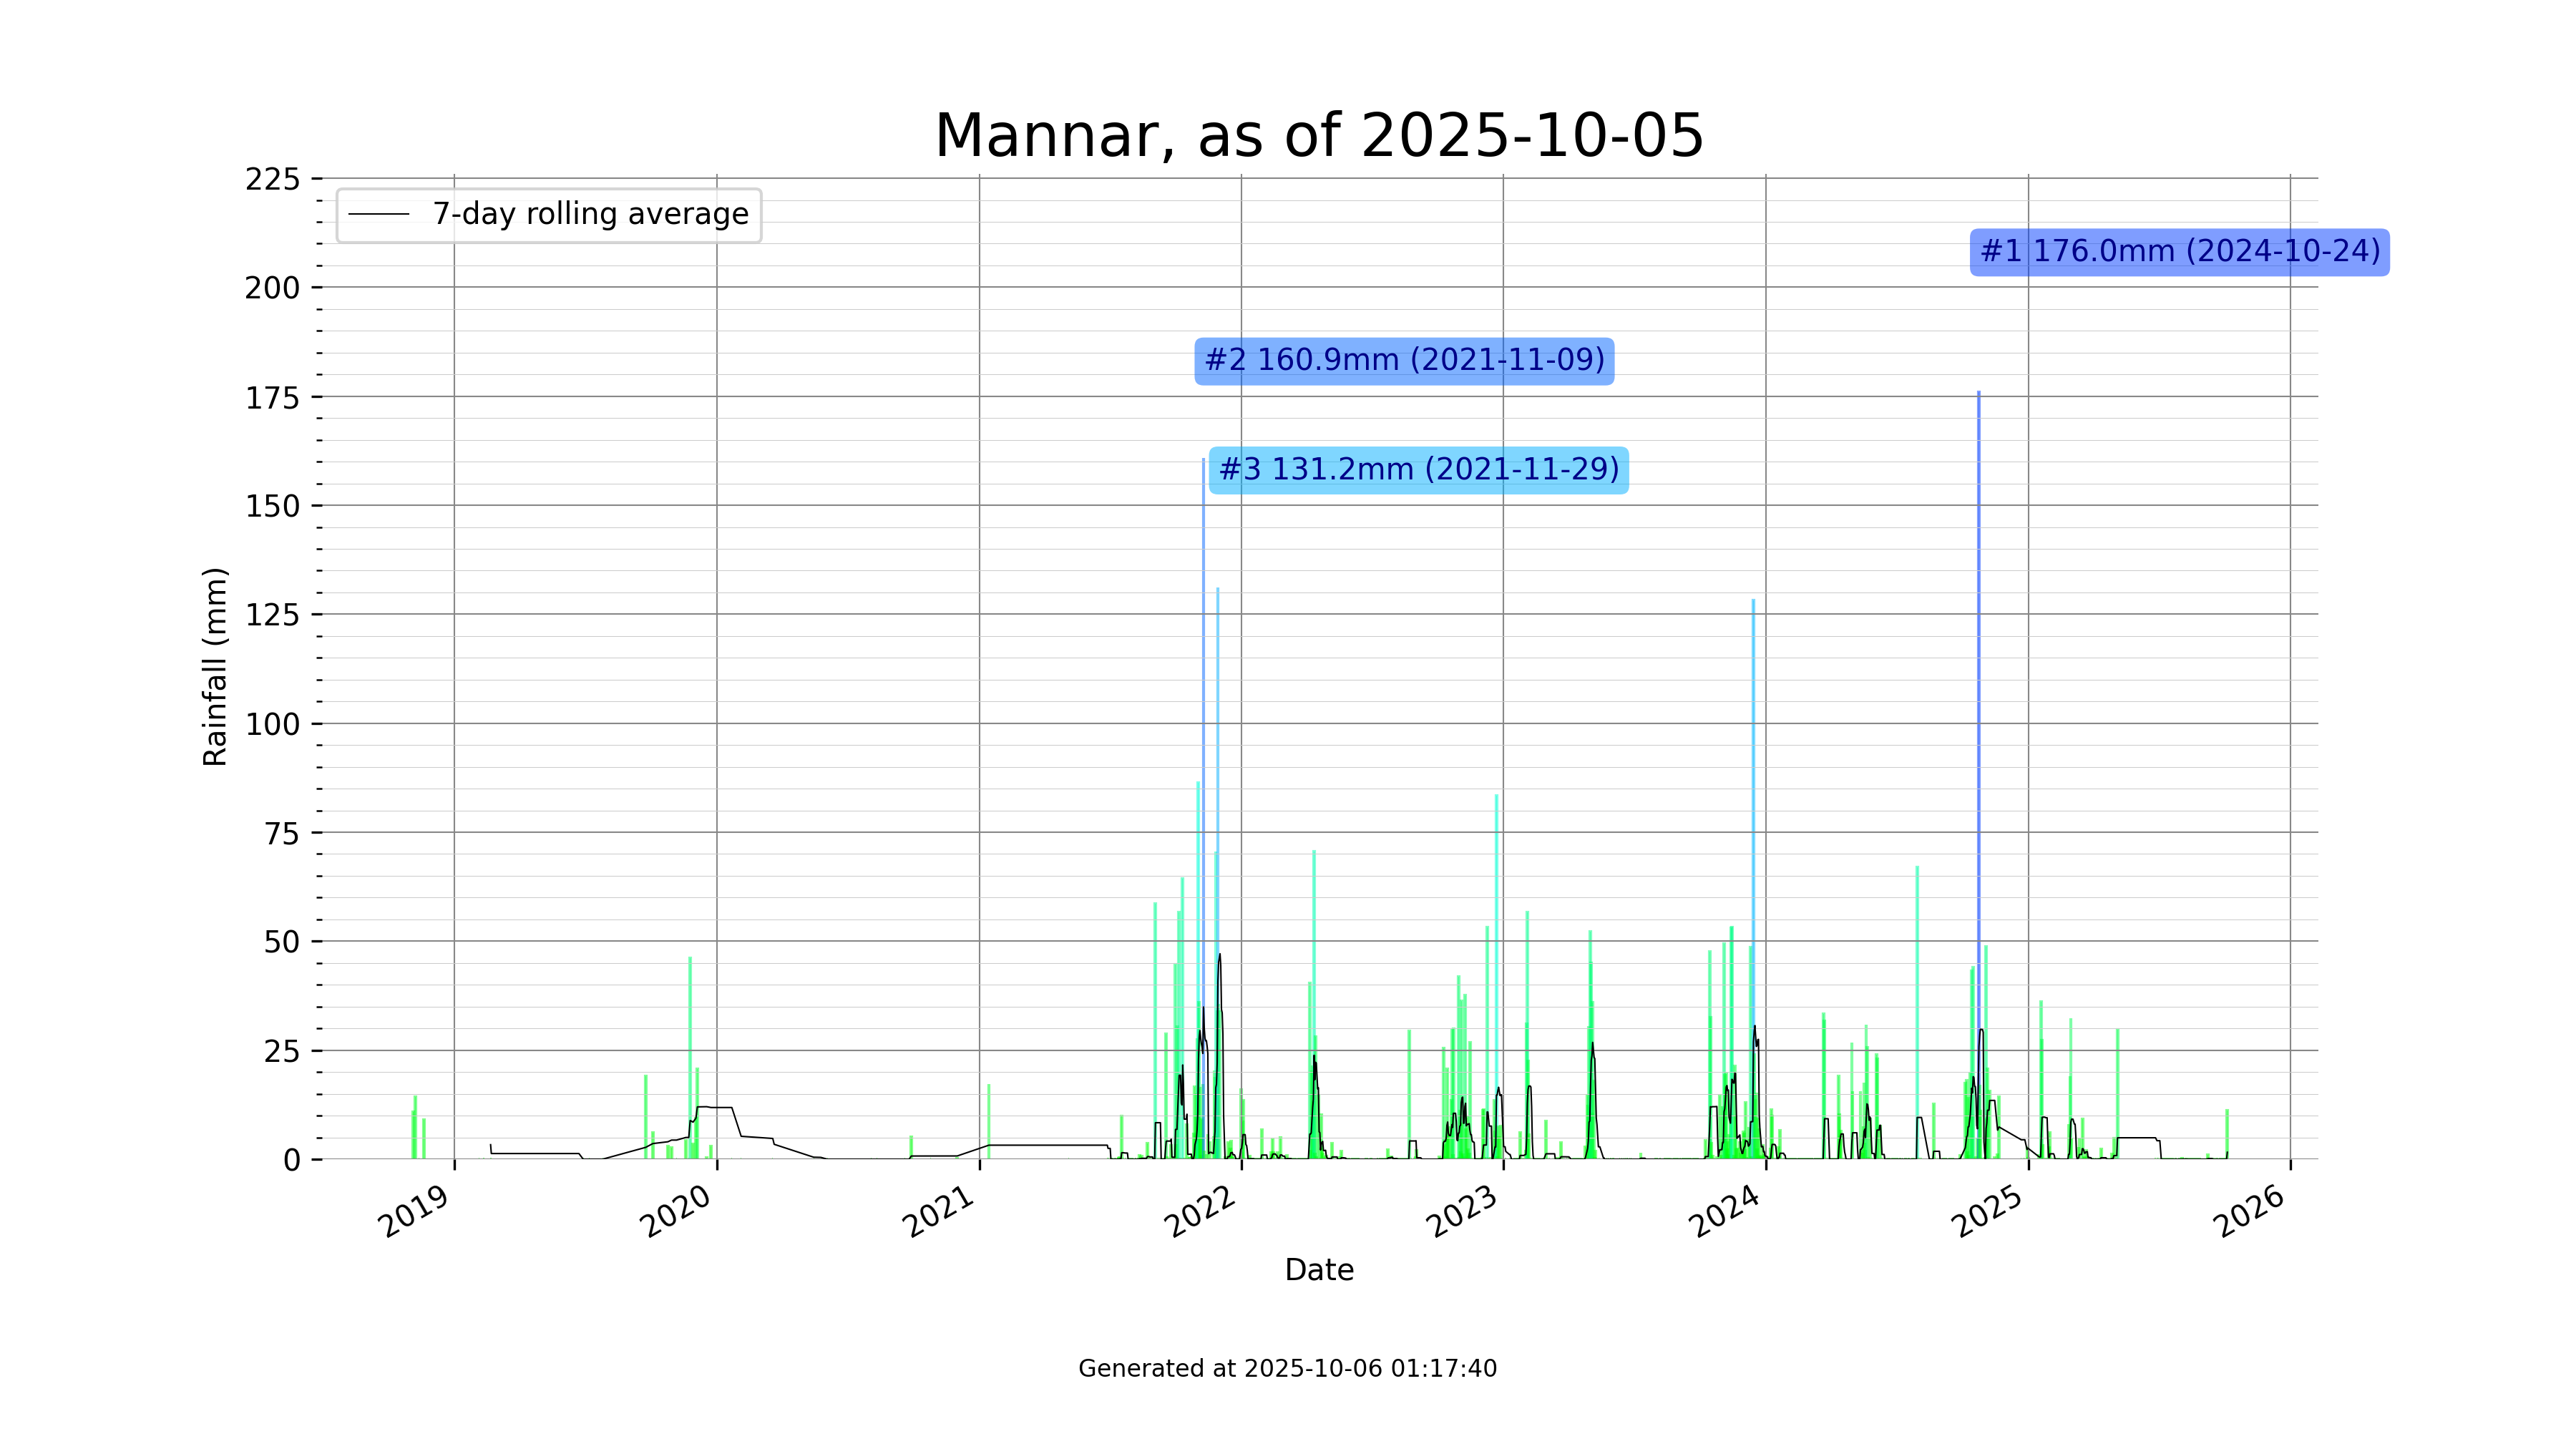 Mannar, as of 2025-10-05
225
7-day rolling average
#1 176.0mm (2024-10-24)
200
#2 160.9mm (2021-11-09)
175
#3 131.2mm (2021-11-29)
150
125
Rainfall (mm)
100
75
50
25
0
2019
2020
2021
2022
2023
2024
2025
2026
Date
Generated at 2025-10-06 01:17:40